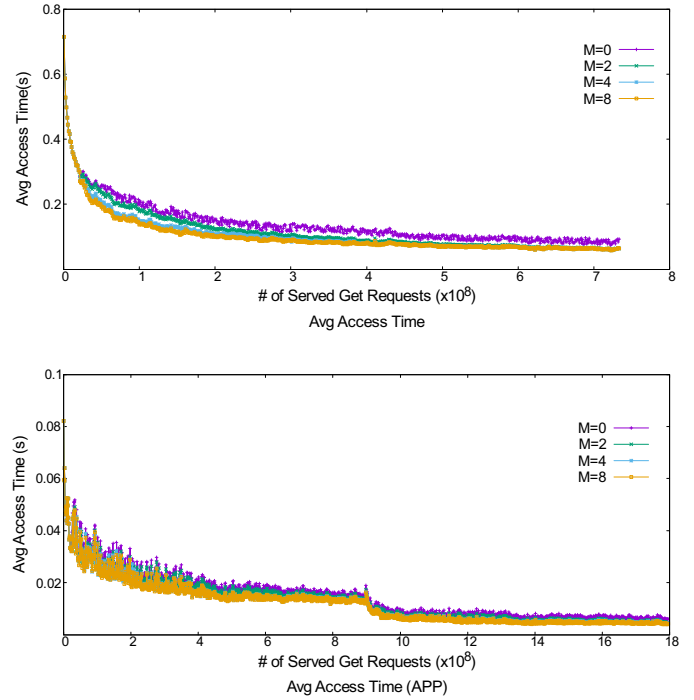 0.8
M=0
M=2
M=4
M=8
0.6
Avg Access Time(s)
0.4
0.2
0 1 2 3 4 5 6 7 8
# of Served Get Requests (x10⁸)
Avg Access Time
0.1
M=0
M=2
M=4
M=8
0.08
Avg Access Time (s)
0.06
0.04
0.02
0 2 4 6 8 10 12 14 16 18
# of Served Get Requests (x10⁸)
Avg Access Time (APP)